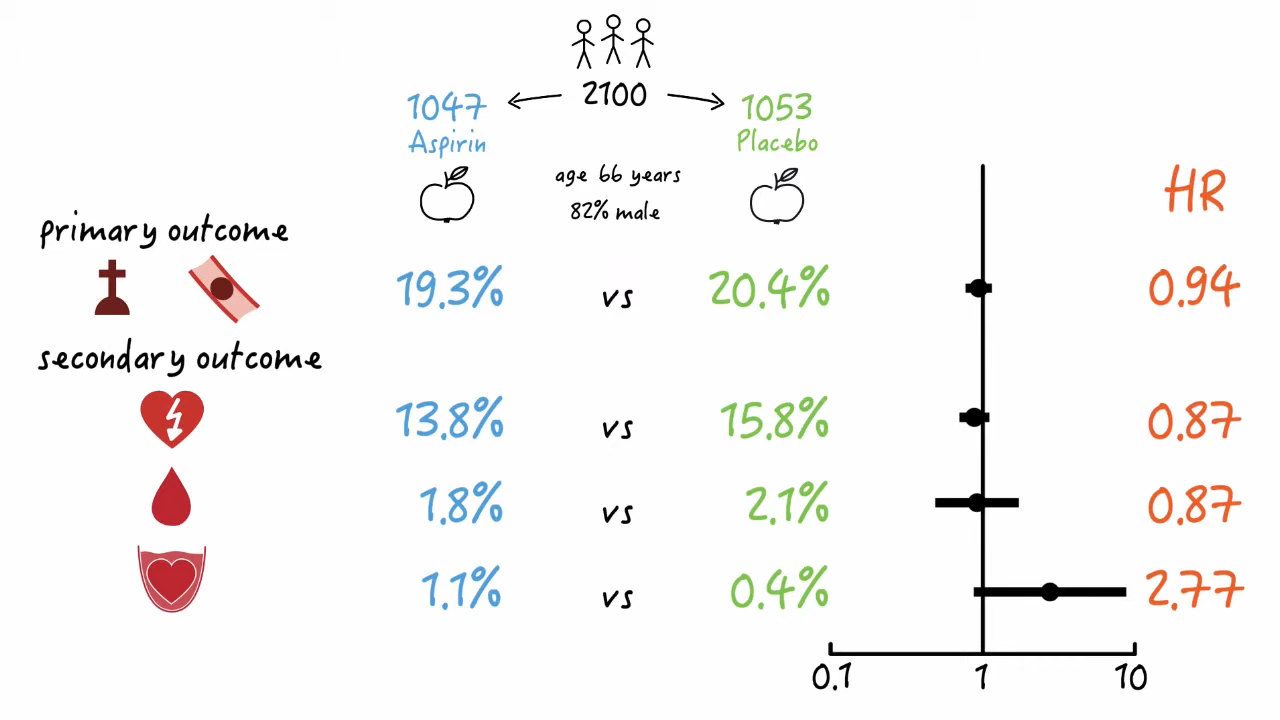 2100
1047
Aspirin
1053
Placebo
age 66 years
82% male
HR
primary outcome
19.3% vs 20.4% 0.94
secondary outcome
13.8% vs 15.8% 0.87
1.8% vs 2.1% 0.87
1.1% vs 0.4% 2.77
0.1 1 10